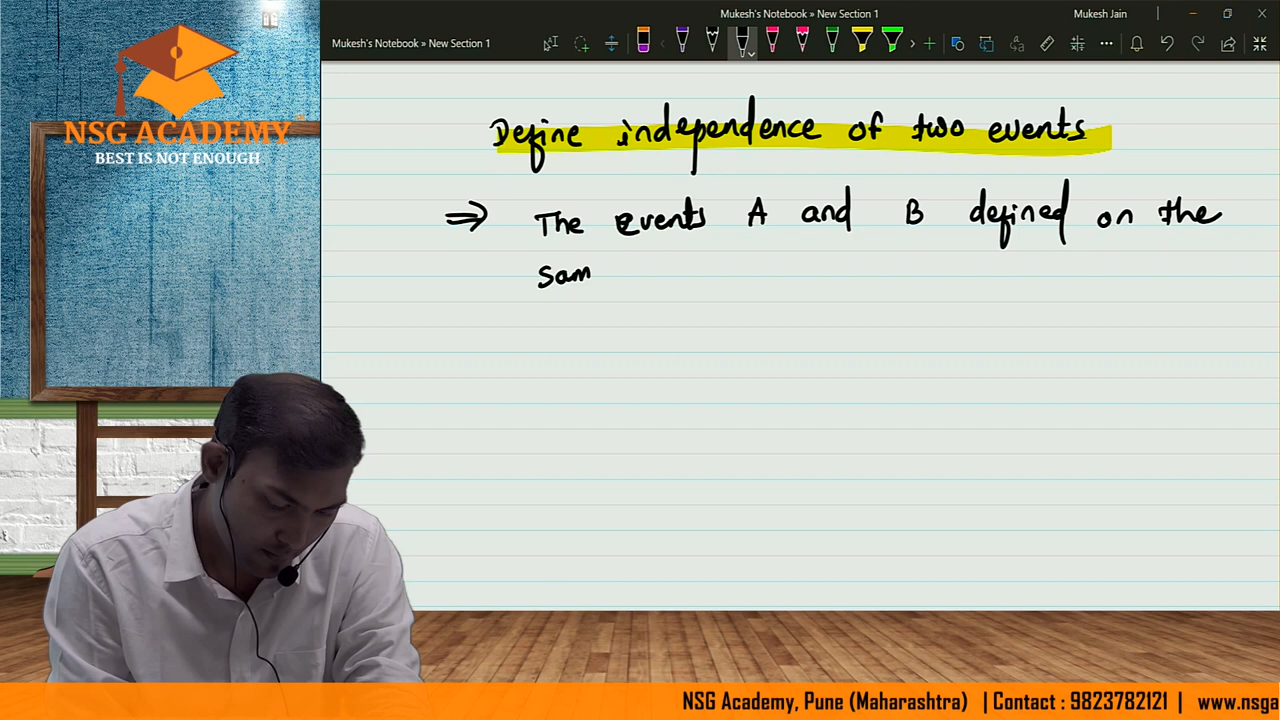 Mukesh's Notebook » New Section 1
Mukesh Jain
Mukesh's Notebook » New Section 1
NSG ACADEMY
BEST IS NOT ENOUGH
Define independence of two events
⇒ The events A and B defined on the
Sam
NSG Academy, Pune (Maharashtra) | Contact : 9823782121 | www.nsga